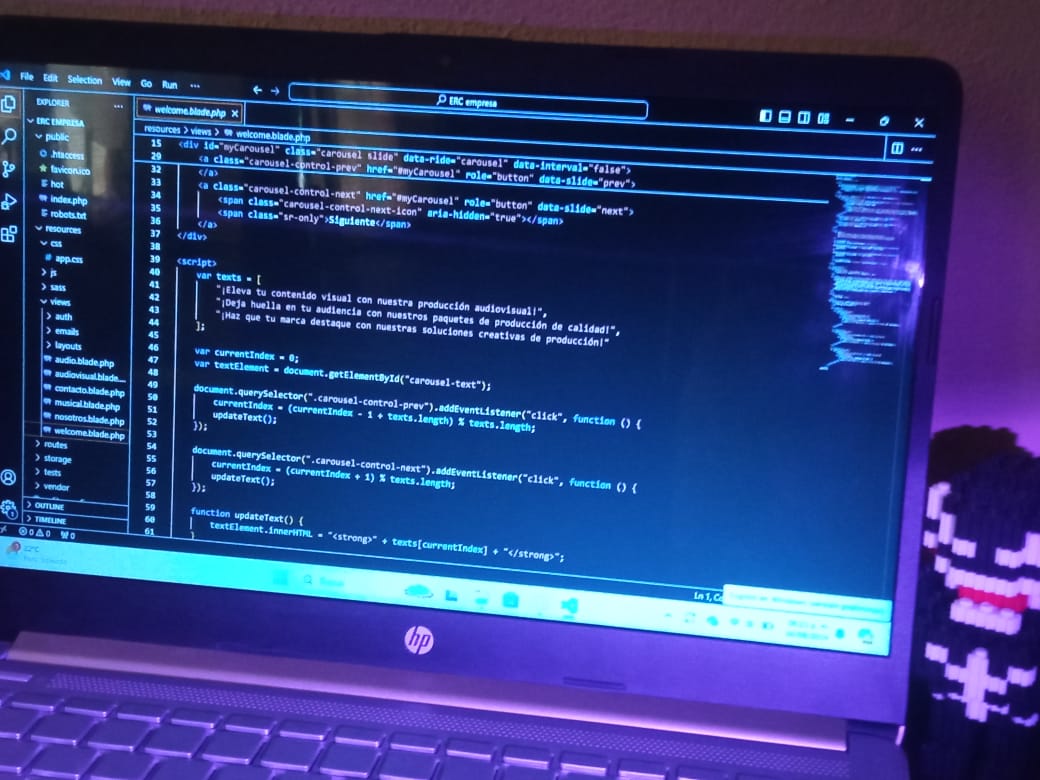 File Edit Selection View Go Run ...
ERC empresa
EXPLORER ...
welcome.blade.php
ERC EMPRESA
public
.htaccess
favicon.ico
hot
index.php
robots.txt
resources
css
app.css
js
sass
views
auth
emails
layouts
audio.blade.php
audiovisual.blade....
contacto.blade.php
musical.blade.php
nosotros.blade.php
welcome.blade.php
routes
storage
tests
vendor
OUTLINE
TIMELINE
resources > views > welcome.blade.php
15 <div id="myCarousel" class="carousel slide" data-ride="carousel" data-interval="false">
29 <a class="carousel-control-prev" href="#myCarousel" role="button" data-slide="prev">
32 </a>
33 <a class="carousel-control-next" href="#myCarousel" role="button" data-slide="next">
34 <span class="carousel-control-next-icon" aria-hidden="true"></span>
35 <span class="sr-only">Siguiente</span>
36 </a>
37 </div>
38
39 <script>
40 var texts = [
41 "¡Eleva tu contenido visual con nuestra producción audiovisual!",
42 "¡Deja huella en tu audiencia con nuestros paquetes de producción de calidad!",
43 "¡Haz que tu marca destaque con nuestras soluciones creativas de producción!"
44 ];
45
46 var currentIndex = 0;
47 var textElement = document.getElementById("carousel-text");
48
49 document.querySelector(".carousel-control-prev").addEventListener("click", function () {
50 currentIndex = (currentIndex - 1 + texts.length) % texts.length;
51 updateText();
52 });
53
54 document.querySelector(".carousel-control-next").addEventListener("click", function () {
55 currentIndex = (currentIndex + 1) % texts.length;
56 updateText();
57 });
58
59 function updateText() {
60 textElement.innerHTML = "<strong>" + texts[currentIndex] + "</strong>";
61 }
0 0 0
Ln 1,
22°C
hp